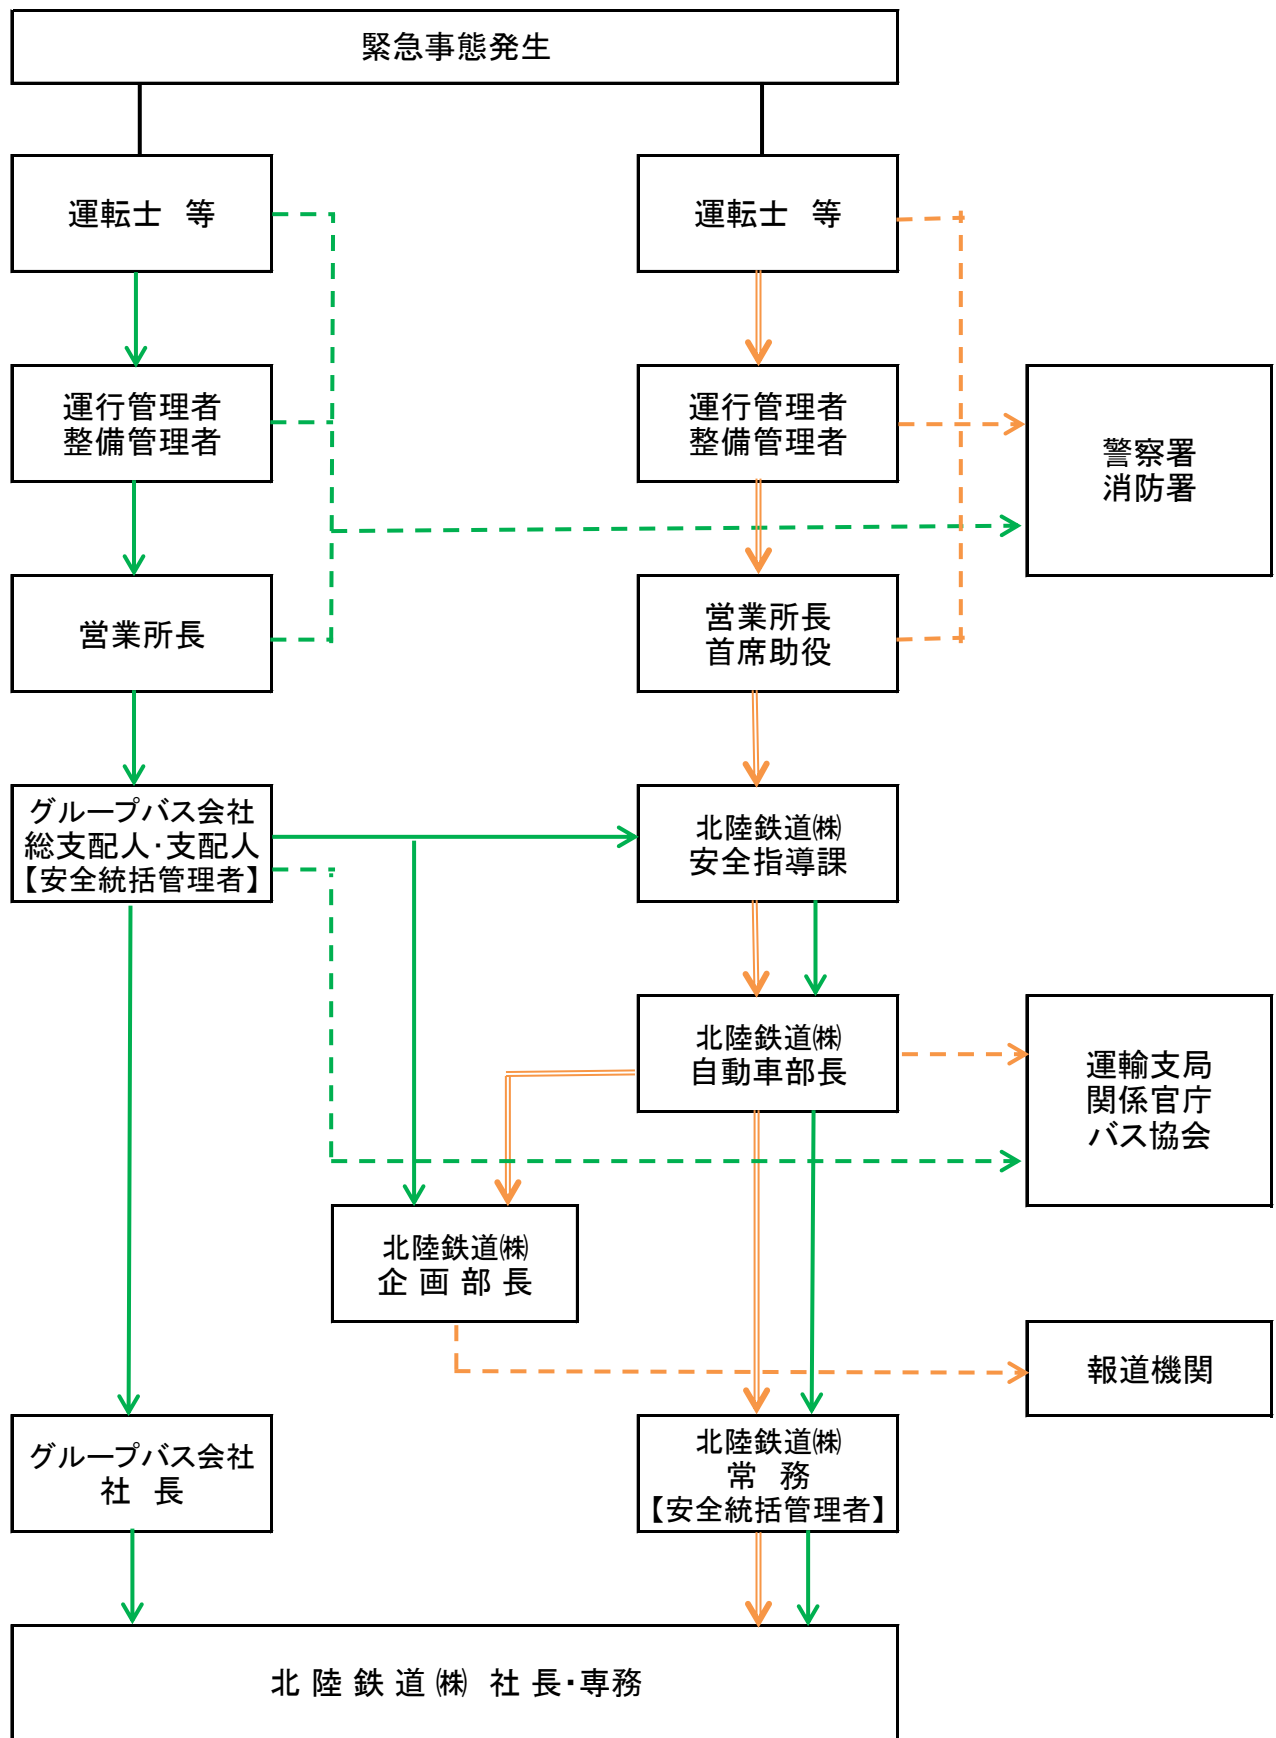 緊急事態発生
運転士　等
運転士　等
運行管理者
整備管理者
運行管理者
整備管理者
警察署
消防署
営業所長
営業所長
首席助役
グループバス会社
総支配人・支配人
【安全統括管理者】
北陸鉄道㈱
安全指導課
北陸鉄道㈱
自動車部長
運輸支局
関係官庁
バス協会
北陸鉄道㈱
企 画 部 長
報道機関
グループバス会社
社　長
北陸鉄道㈱
常　務
【安全統括管理者】
北 陸 鉄 道 ㈱　社 長・専務